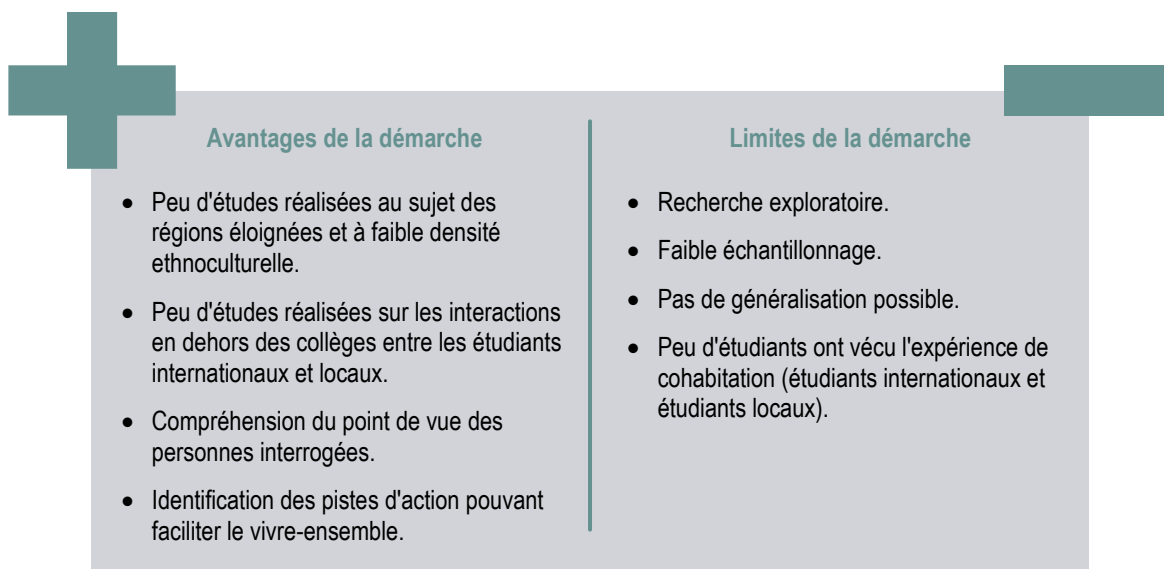 Avantages de la démarche
• Peu d'études réalisées au sujet des
régions éloignées et à faible densité
ethnoculturelle.
• Peu d'études réalisées sur les interactions
en dehors des collèges entre les étudiants
internationaux et locaux.
• Compréhension du point de vue des
personnes interrogées.
• Identification des pistes d'action pouvant
faciliter le vivre-ensemble.
Limites de la démarche
• Recherche exploratoire.
• Faible échantillonnage.
• Pas de généralisation possible.
• Peu d'étudiants ont vécu l'expérience de
cohabitation (étudiants internationaux et
étudiants locaux).